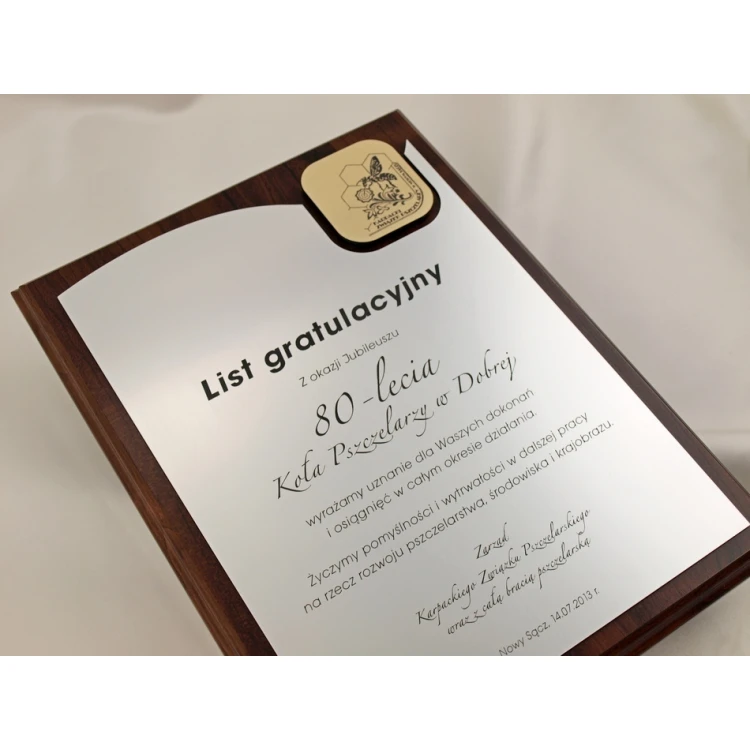 List gratulacyjny
Z okazji Jubileuszu
80-lecia
Koła Pszczelarzy w Dobrej
wyrażamy uznanie dla Waszych dokonań
i osiągnięć w całym okresie działania.
Życzymy pomyślności i wytrwałości w dalszej pracy
na rzecz rozwoju pszczelarstwa, środowiska i krajobrazu.
Zarząd
Karpackiego Związku Pszczelarskiego
wraz z całą bracią pszczelarską
Nowy Sącz, 14.07.2013 r.